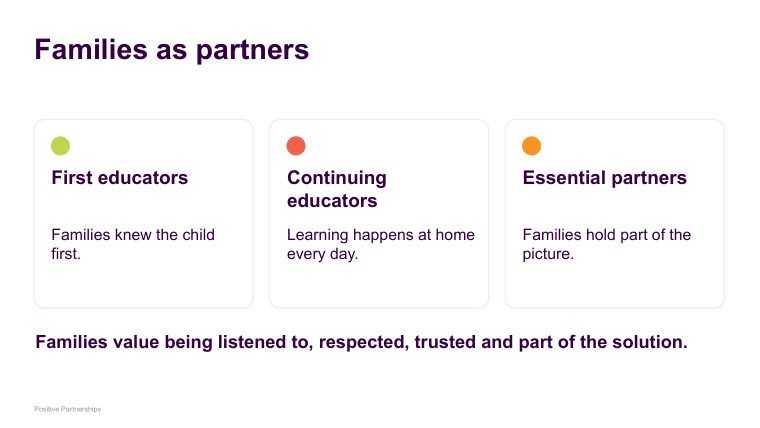 Families as partners
First educators
Families knew the child
first.
Continuing
educators
Learning happens at home
every day.
Essential partners
Families hold part of the
picture.
Families value being listened to, respected, trusted and part of the solution.
Positive Partnerships